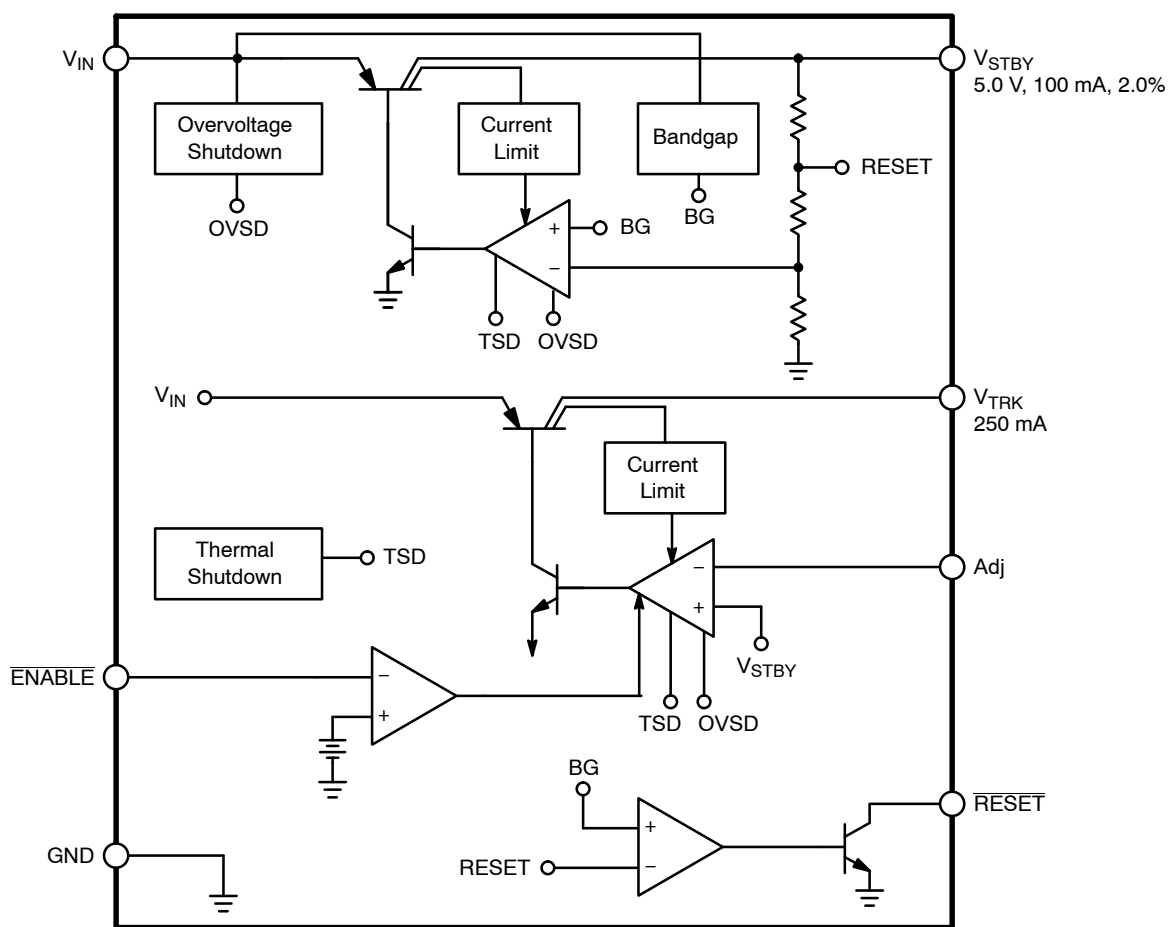 VIN
VSTBY
5.0 V, 100 mA, 2.0%
Overvoltage
Shutdown
Current
Limit
Bandgap
RESET
OVSD
BG
+
BG
−
TSD
OVSD
VIN
VTRK
250 mA
Current
Limit
Thermal
Shutdown
TSD
−
Adj
+
VSTBY
ENABLE
−
+
TSD
OVSD
BG
RESET
+
GND
RESET
−